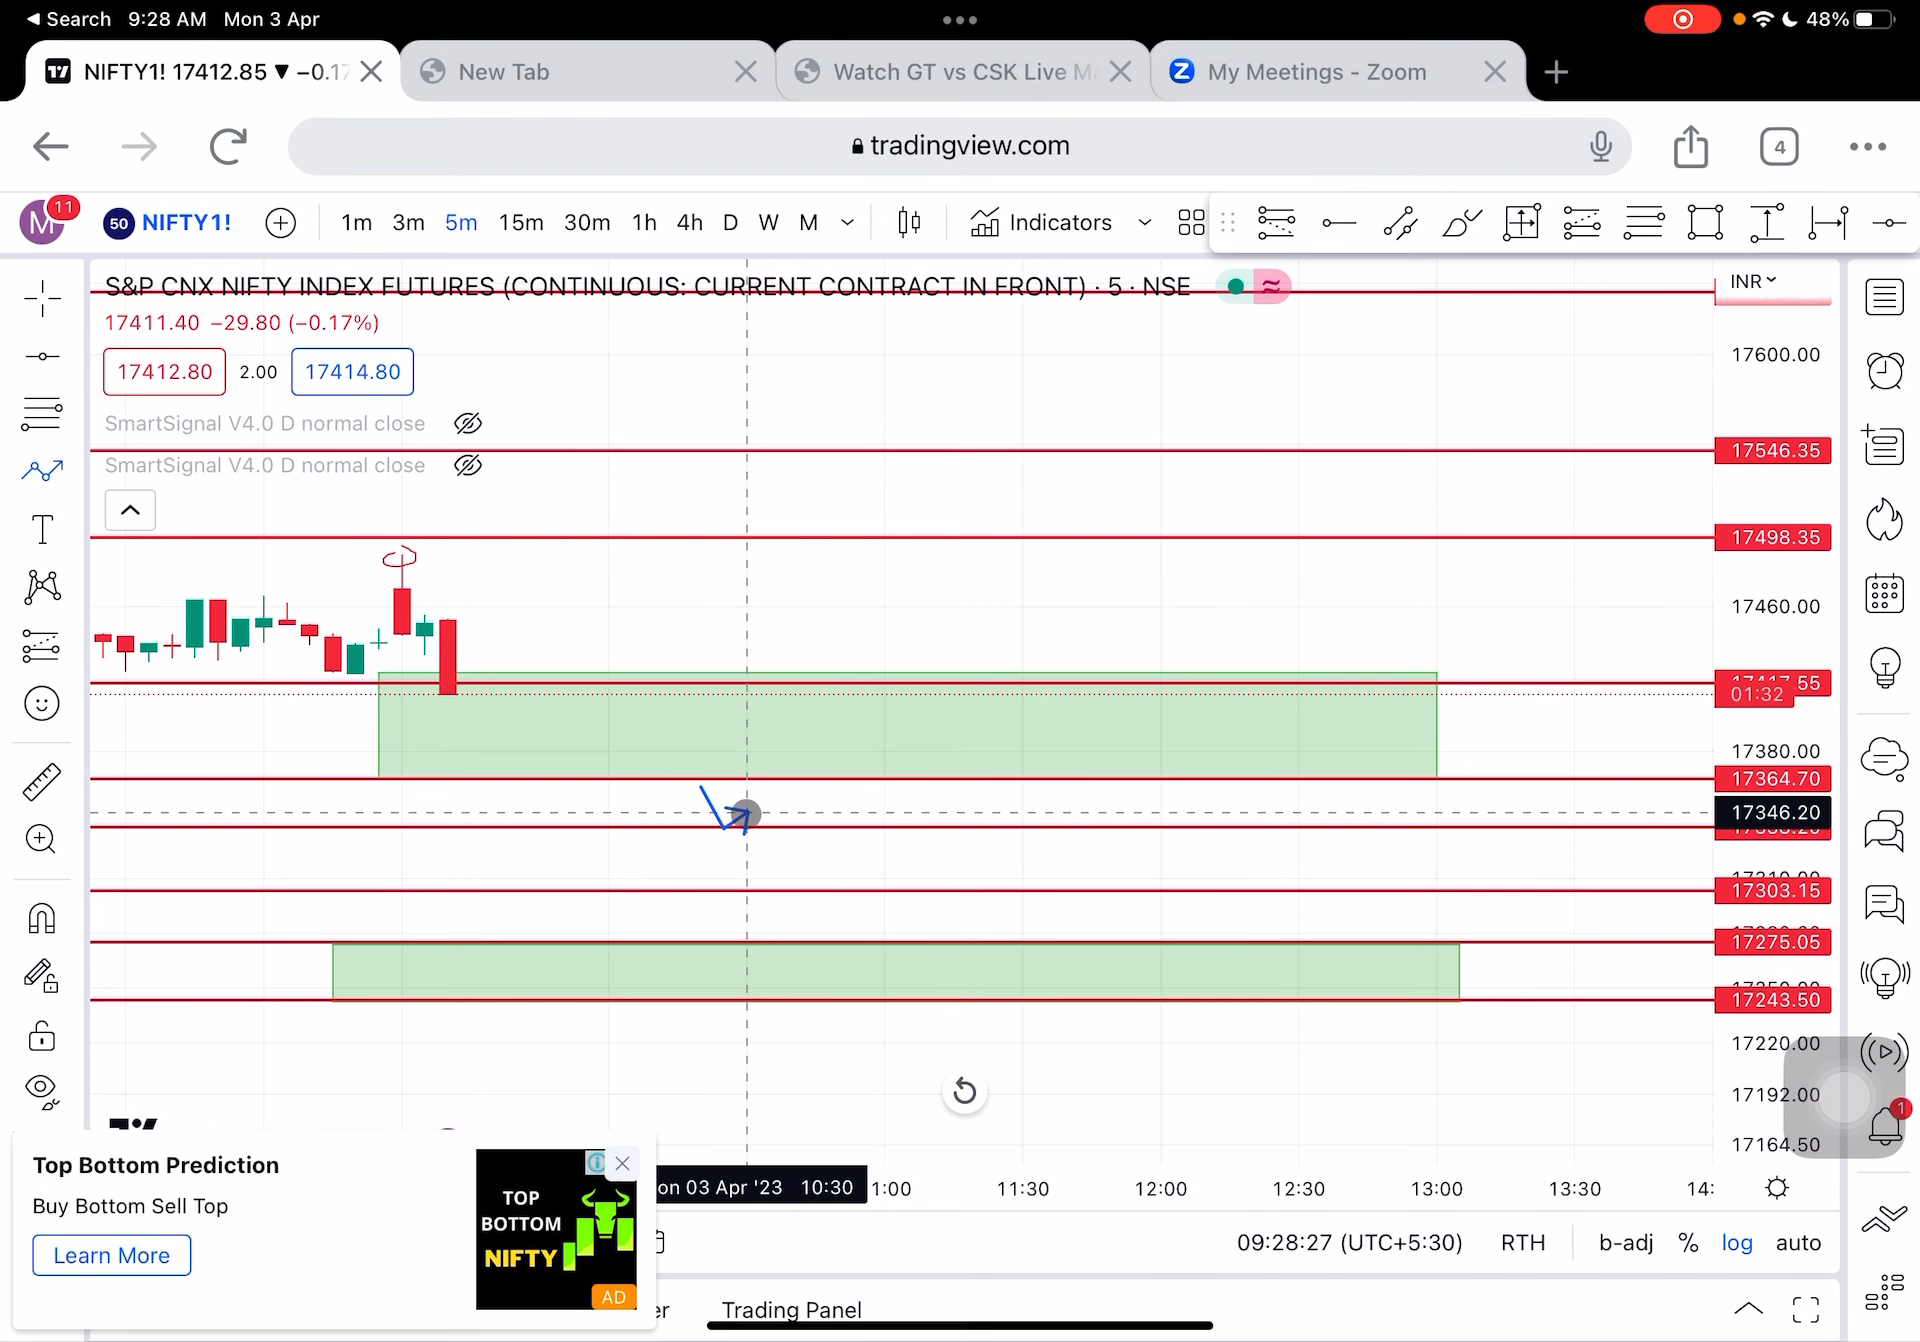 Search 9:28 AM Mon 3 Apr
48%
NIFTY1! 17412.85 ▼ −0.17
New Tab
Watch GT vs CSK Live Ma
My Meetings - Zoom
tradingview.com
4
M 11
50 NIFTY1!
1m 3m 5m 15m 30m 1h 4h D W M
Indicators
S&P CNX NIFTY INDEX FUTURES (CONTINUOUS: CURRENT CONTRACT IN FRONT) · 5 · NSE
INR
17411.40 −29.80 (−0.17%)
17412.80 2.00 17414.80
SmartSignal V4.0 D normal close
SmartSignal V4.0 D normal close
17600.00
17546.35
17498.35
17460.00
01:32
17380.00
17364.70
17346.20
17303.15
17275.05
17243.50
17220.00
17192.00
17164.50
1
on 03 Apr '23 10:30 1:00 11:30 12:00 12:30 13:00 13:30 14:
Top Bottom Prediction
Buy Bottom Sell Top
Learn More
TOP
BOTTOM
NIFTY
AD
09:28:27 (UTC+5:30) RTH b-adj % log auto
er Trading Panel